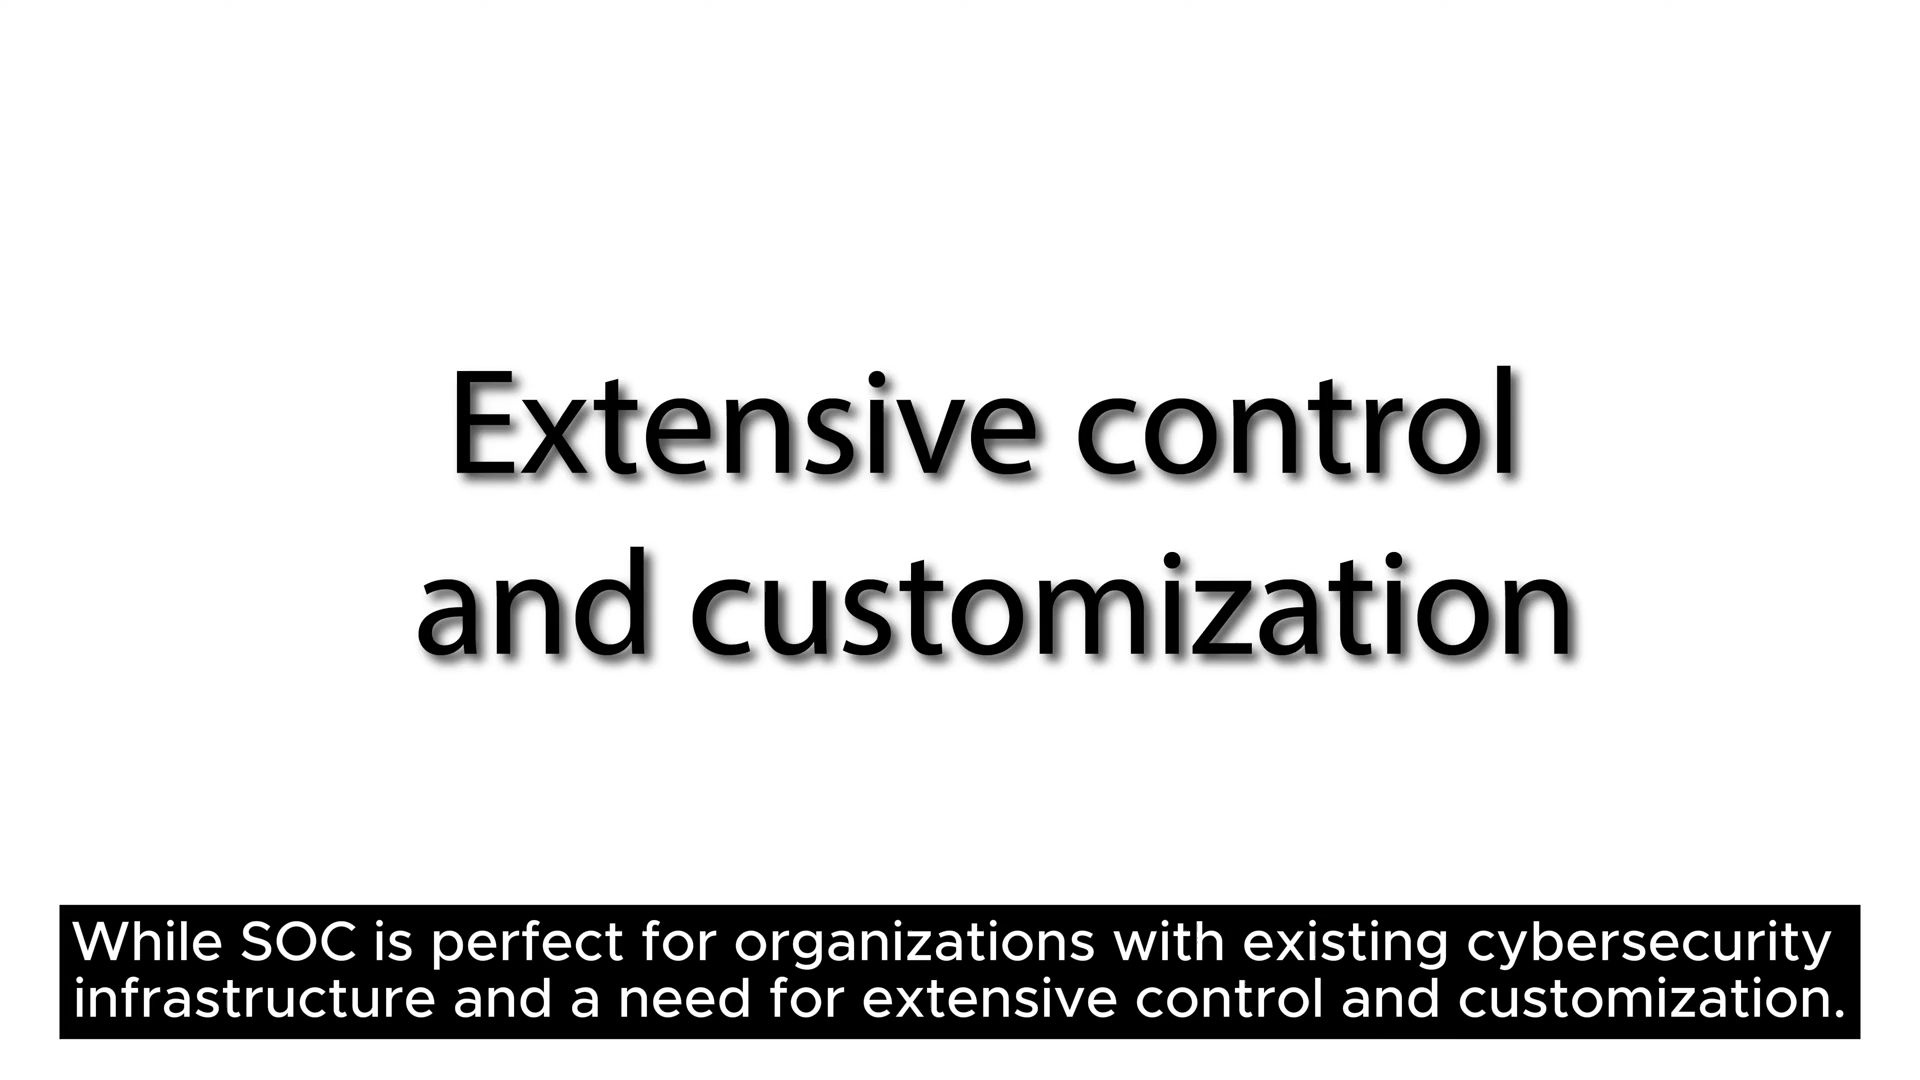 Extensive control
and customization
While SOC is perfect for organizations with existing cybersecurity
infrastructure and a need for extensive control and customization.